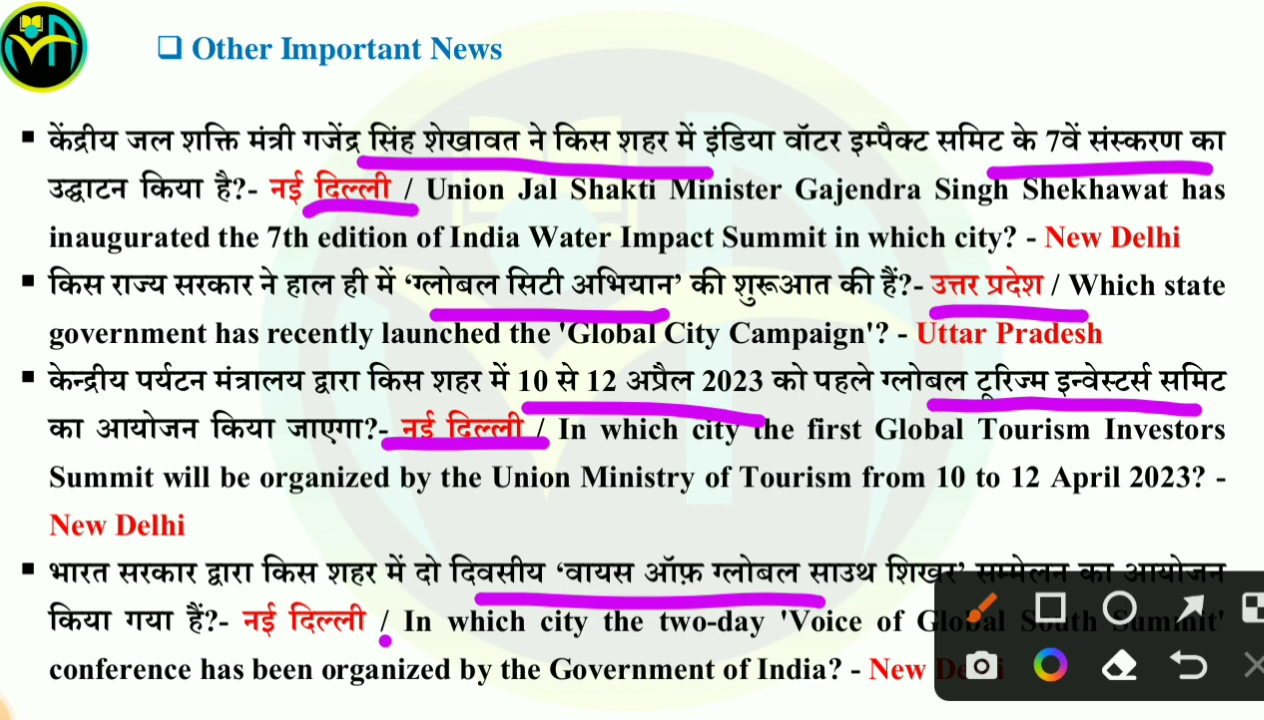 ❑ Other Important News
▪ केंद्रीय जल शक्ति मंत्री गजेंद्र सिंह शेखावत ने किस शहर में इंडिया वॉटर इम्पैक्ट समिट के 7वें संस्करण का
उद्घाटन किया है?- नई दिल्ली / Union Jal Shakti Minister Gajendra Singh Shekhawat has
inaugurated the 7th edition of India Water Impact Summit in which city? - New Delhi
▪ किस राज्य सरकार ने हाल ही में ‘ग्लोबल सिटी अभियान’ की शुरूआत की हैं?- उत्तर प्रदेश / Which state
government has recently launched the 'Global City Campaign'? - Uttar Pradesh
▪ केन्द्रीय पर्यटन मंत्रालय द्वारा किस शहर में 10 से 12 अप्रैल 2023 को पहले ग्लोबल टूरिज्म इन्वेस्टर्स समिट
का आयोजन किया जाएगा?- नई दिल्ली / In which city the first Global Tourism Investors
Summit will be organized by the Union Ministry of Tourism from 10 to 12 April 2023? -
New Delhi
▪ भारत सरकार द्वारा किस शहर में दो दिवसीय ‘वायस ऑफ़ ग्लोबल साउथ शिखर’ सम्मेलन का आयोजन
किया गया हैं?- नई दिल्ली / In which city the two-day 'Voice of Global South Summit'
conference has been organized by the Government of India? - New Delhi